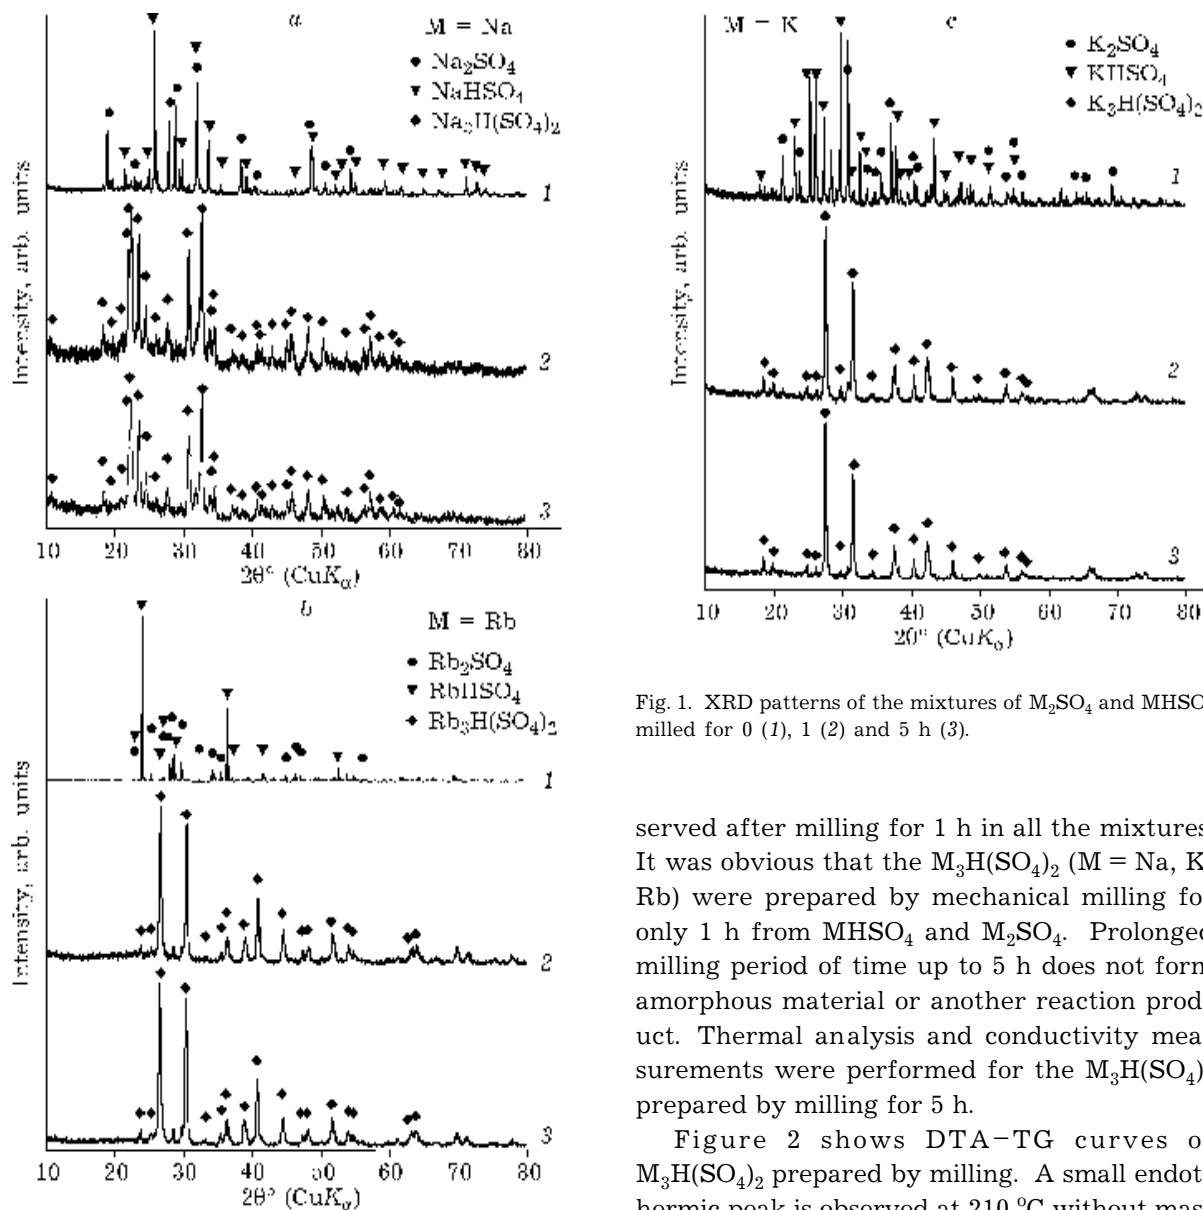 a
M = Na
Na₂SO₄
NaHSO₄
Na₃H(SO₄)₂
Intensity, arb. units
1
2
3
10 20 30 40 50 60 70 80
2θ° (CuKα)
b
M = Rb
Rb₂SO₄
RbHSO₄
Rb₃H(SO₄)₂
Intensity, arb. units
1
2
3
10 20 30 40 50 60 70 80
2θ° (CuKα)
M = K
c
K₂SO₄
KHSO₄
K₃H(SO₄)₂
Intensity, arb. units
1
2
3
10 20 30 40 50 60 70 80
2θ° (CuKα)
Fig. 1. XRD patterns of the mixtures of M₂SO₄ and MHSO
milled for 0 (1), 1 (2) and 5 h (3).
served after milling for 1 h in all the mixtures.
It was obvious that the M₃H(SO₄)₂ (M = Na, K
Rb) were prepared by mechanical milling fo
only 1 h from MHSO₄ and M₂SO₄. Prolonged
milling period of time up to 5 h does not form
amorphous material or another reaction prod
uct. Thermal analysis and conductivity mea
surements were performed for the M₃H(SO₄)
prepared by milling for 5 h.
Figure 2 shows DTA–TG curves o
M₃H(SO₄)₂ prepared by milling. A small endot
hermic peak is observed at 210 °C without mas